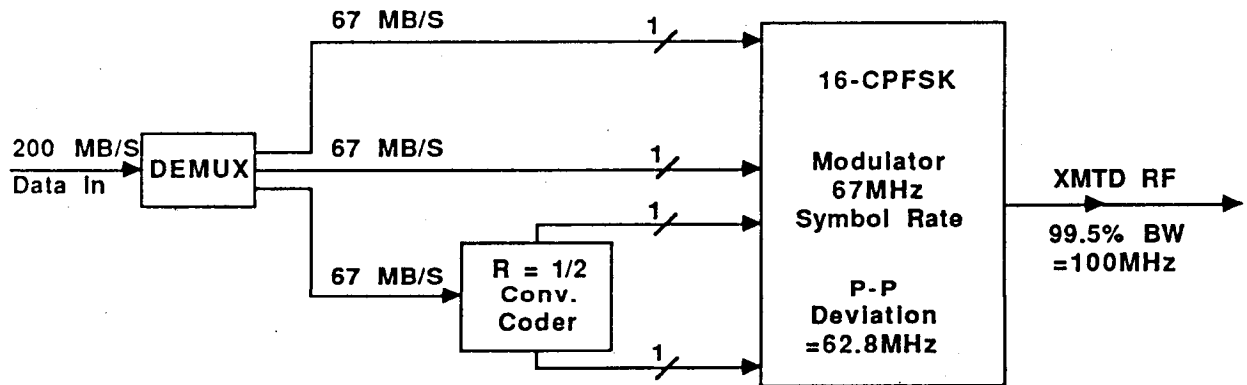 67 MB/S
1
200 MB/S
Data In
DEMUX
67 MB/S
1
67 MB/S
1
R = 1/2
Conv.
Coder
1
16-CPFSK
Modulator
67MHz
Symbol Rate
P-P
Deviation
=62.8MHz
XMTD RF
99.5% BW
=100MHz